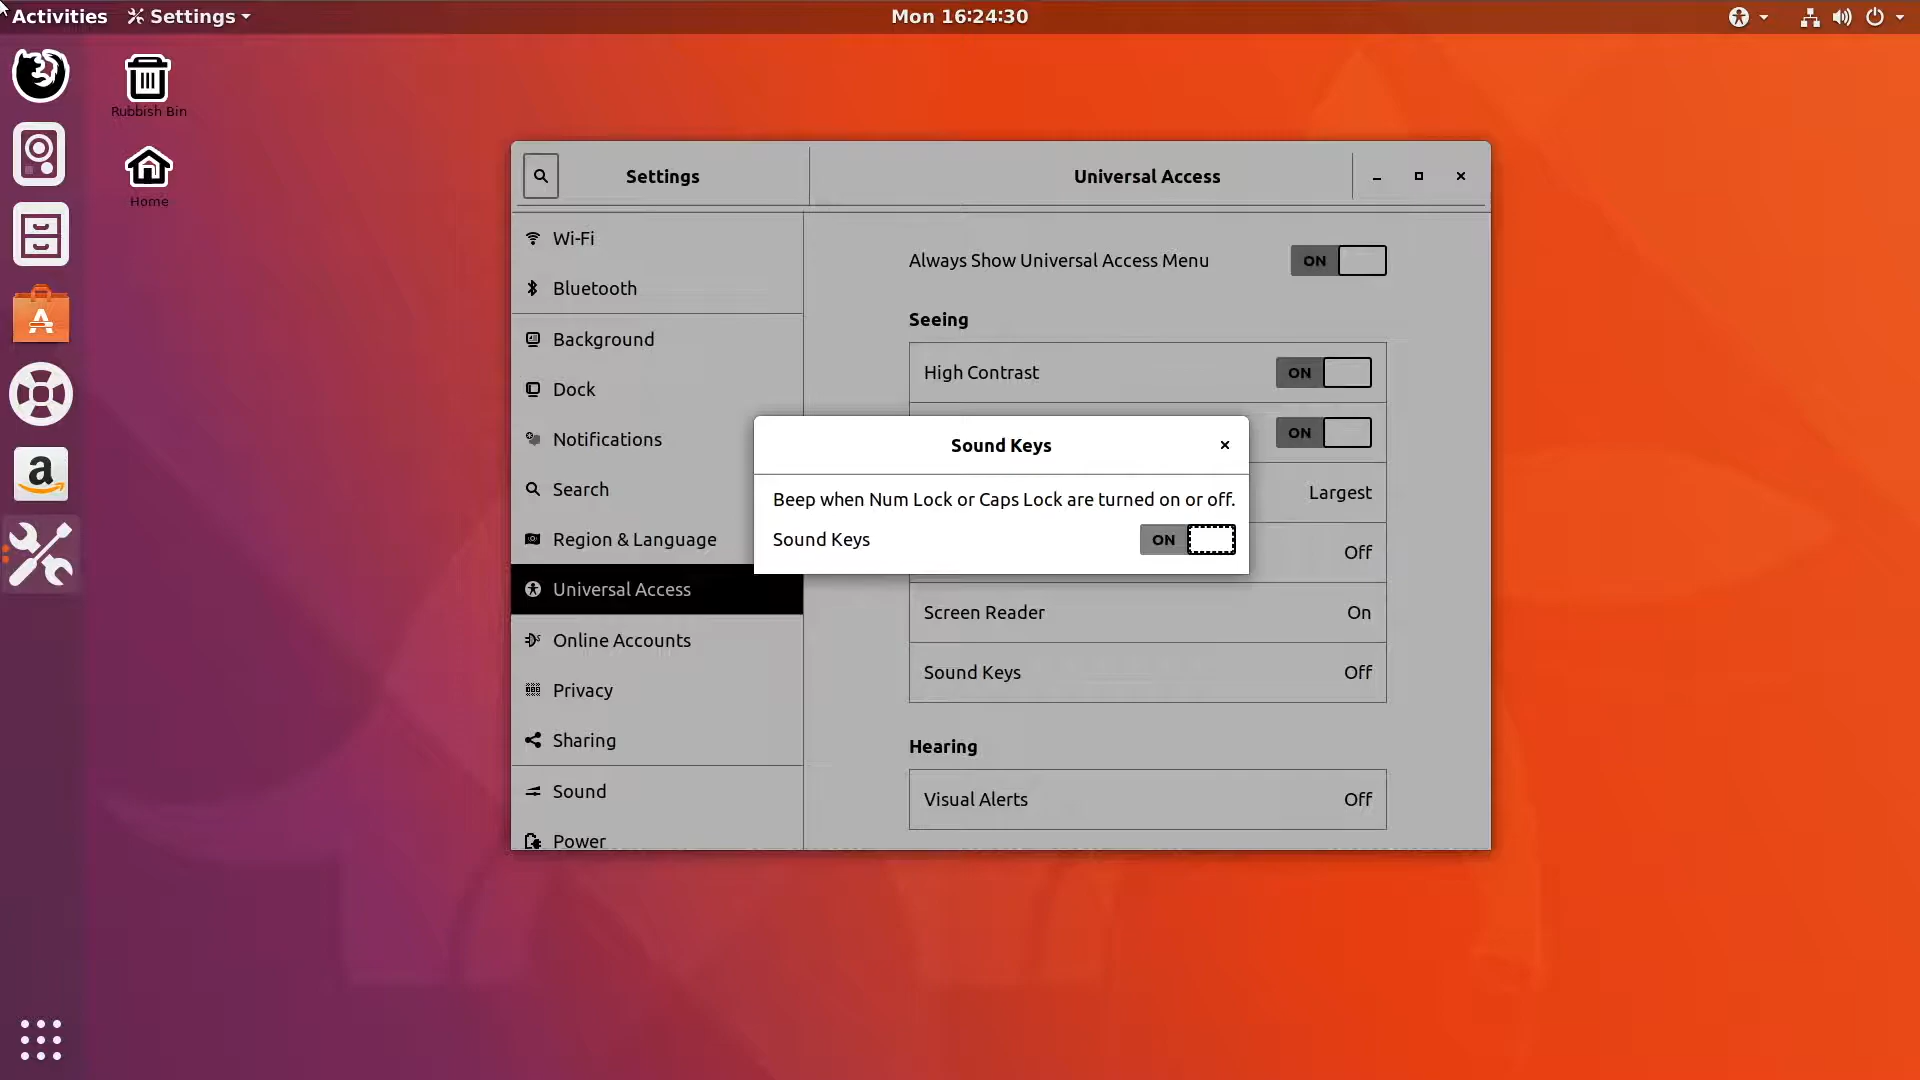 Activities
Settings
Mon 16:24:30
Rubbish Bin
Home
a
Settings
Universal Access
Wi-Fi
Bluetooth
Background
Dock
Notifications
Search
Region & Language
Universal Access
Online Accounts
Privacy
Sharing
Sound
Power
Always Show Universal Access Menu
ON
Seeing
High Contrast
ON
ON
Largest
Off
Screen Reader
On
Sound Keys
Off
Hearing
Visual Alerts
Off
Sound Keys
Beep when Num Lock or Caps Lock are turned on or off.
Sound Keys
ON